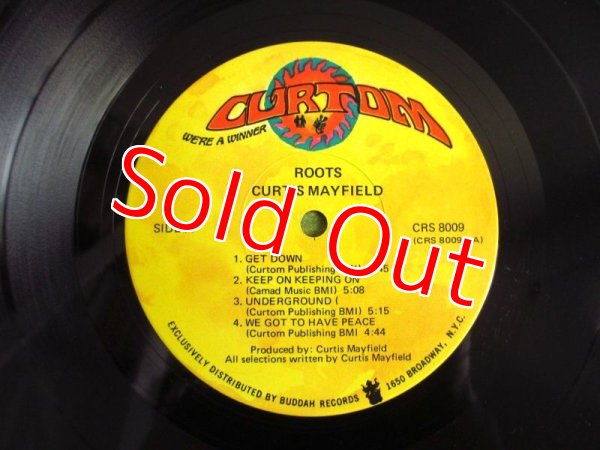 CURTOM
WE'RE A WINNER
ROOTS
CURTIS MAYFIELD
Sold Out
CRS 8009
1. GET DOWN
(Curtom Publishing
2. KEEP ON KEEPING ON
(Camad Music BMI) 5:08
3. UNDERGROUND (
(Curtom Publishing BMI) 5:15
4. WE GOT TO HAVE PEACE
(Curtom Publishing BMI 4:44
Produced by: Curtis Mayfield
All selections written by Curtis Mayfield
EXCLUSIVELY DISTRIBUTED BY BUDDAH RECORDS 1650 BROADWAY, N.Y.C.